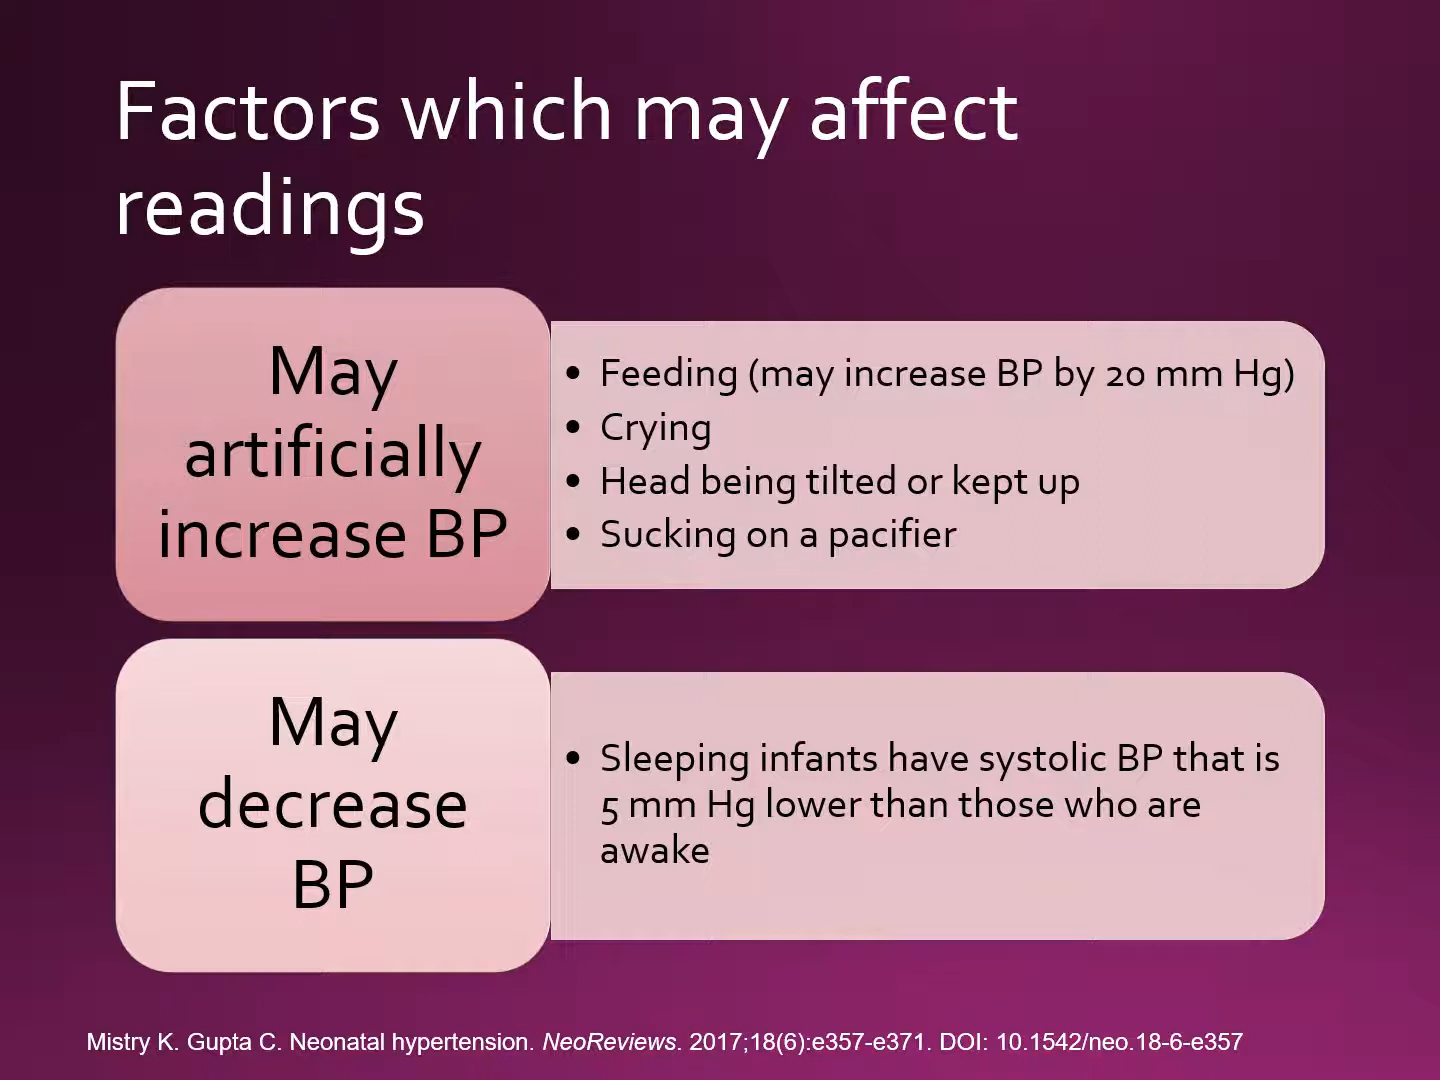 Factors which may affect
readings
May
artificially
increase BP
• Feeding (may increase BP by 20 mm Hg)
• Crying
• Head being tilted or kept up
• Sucking on a pacifier
May
decrease
BP
• Sleeping infants have systolic BP that is
5 mm Hg lower than those who are
awake
Mistry K. Gupta C. Neonatal hypertension. NeoReviews. 2017;18(6):e357-e371. DOI: 10.1542/neo.18-6-e357